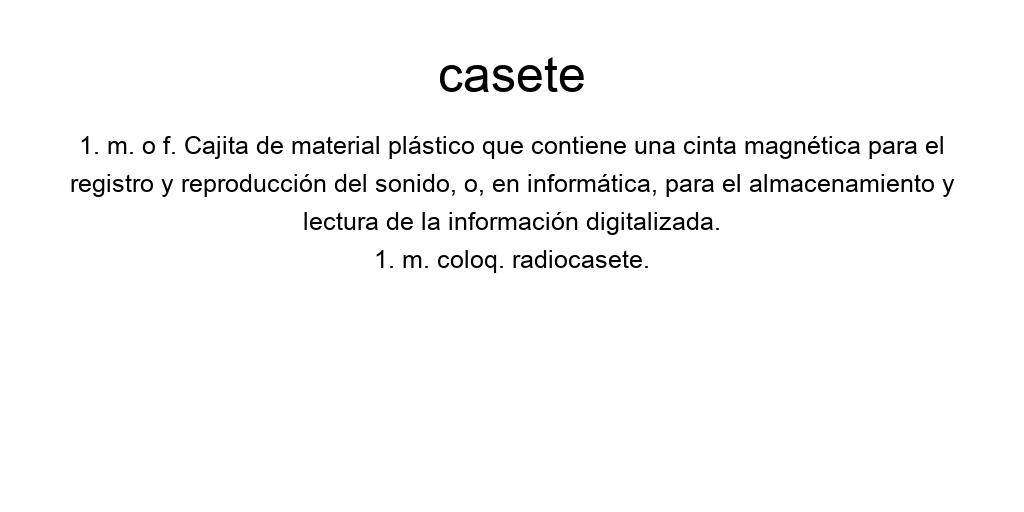 casete
1. m. o f. Cajita de material plástico que contiene una cinta magnética para el
registro y reproducción del sonido, o, en informática, para el almacenamiento y
lectura de la información digitalizada.
1. m. coloq. radiocasete.